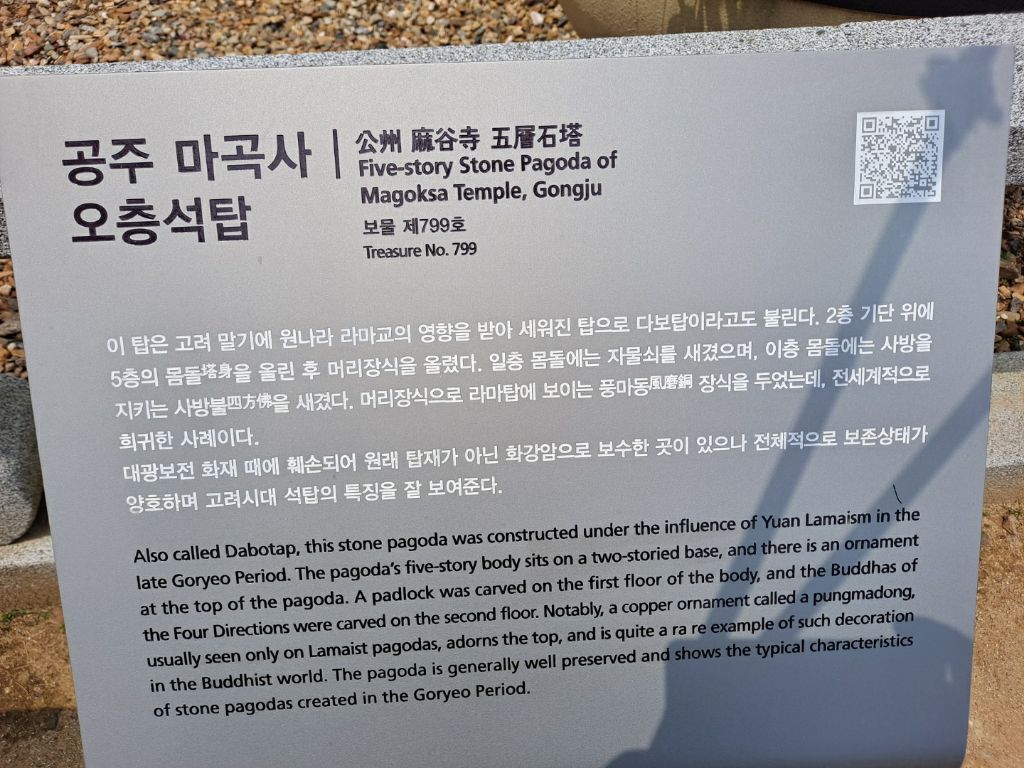 공주 마곡사
오층석탑
公州 麻谷寺 五層石塔
Five-story Stone Pagoda of
Magoksa Temple, Gongju
보물 제799호
Treasure No. 799
이 탑은 고려 말기에 원나라 라마교의 영향을 받아 세워진 탑으로 다보탑이라고도 불린다. 2층 기단 위에
5층의 몸돌塔身을 올린 후 머리장식을 올렸다. 일층 몸돌에는 자물쇠를 새겼으며, 이층 몸돌에는 사방을
지키는 사방불四方佛을 새겼다. 머리장식으로 라마탑에 보이는 풍마동風磨銅 장식을 두었는데, 전세계적으로
희귀한 사례이다.
대광보전 화재 때에 훼손되어 원래 탑재가 아닌 화강암으로 보수한 곳이 있으나 전체적으로 보존상태가
양호하며 고려시대 석탑의 특징을 잘 보여준다.
Also called Dabotap, this stone pagoda was constructed under the influence of Yuan Lamaism in the
late Goryeo Period. The pagoda's five-story body sits on a two-storied base, and there is an ornament
at the top of the pagoda. A padlock was carved on the first floor of the body, and the Buddhas of
the Four Directions were carved on the second floor. Notably, a copper ornament called a pungmadong,
usually seen only on Lamaist pagodas, adorns the top, and is quite a ra re example of such decoration
in the Buddhist world. The pagoda is generally well preserved and shows the typical characteristics
of stone pagodas created in the Goryeo Period.